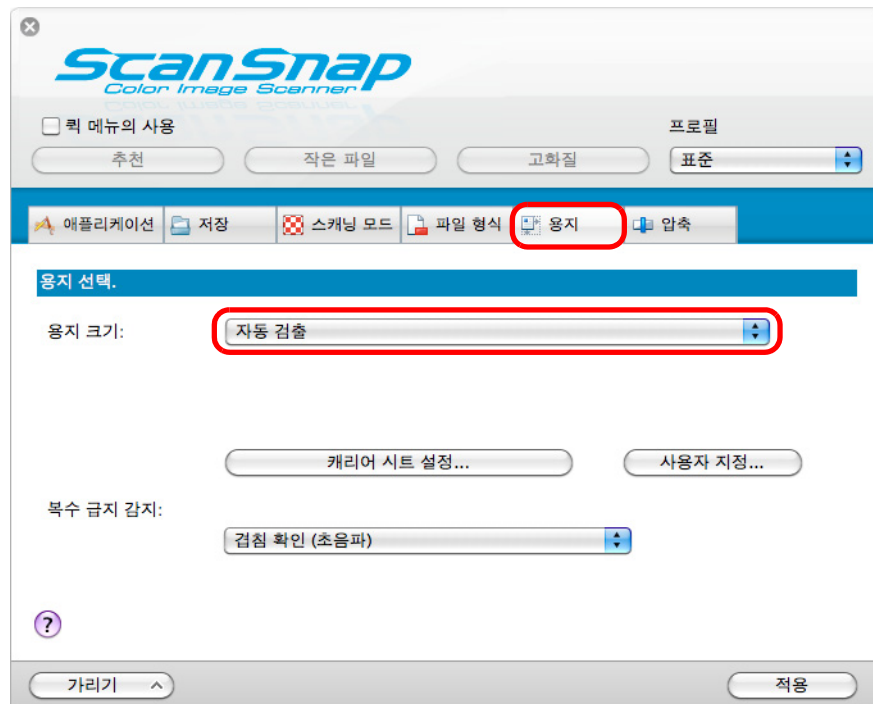 ScanSnap
Color Image Scanner
퀵 메뉴의 사용
프로필
추천 작은 파일 고화질 표준
애플리케이션 저장 스캐닝 모드 파일 형식 용지 압축
용지 선택.
용지 크기: 자동 검출
캐리어 시트 설정... 사용자 지정...
복수 급지 감지:
겹침 확인 (초음파)
?
가리기 적용